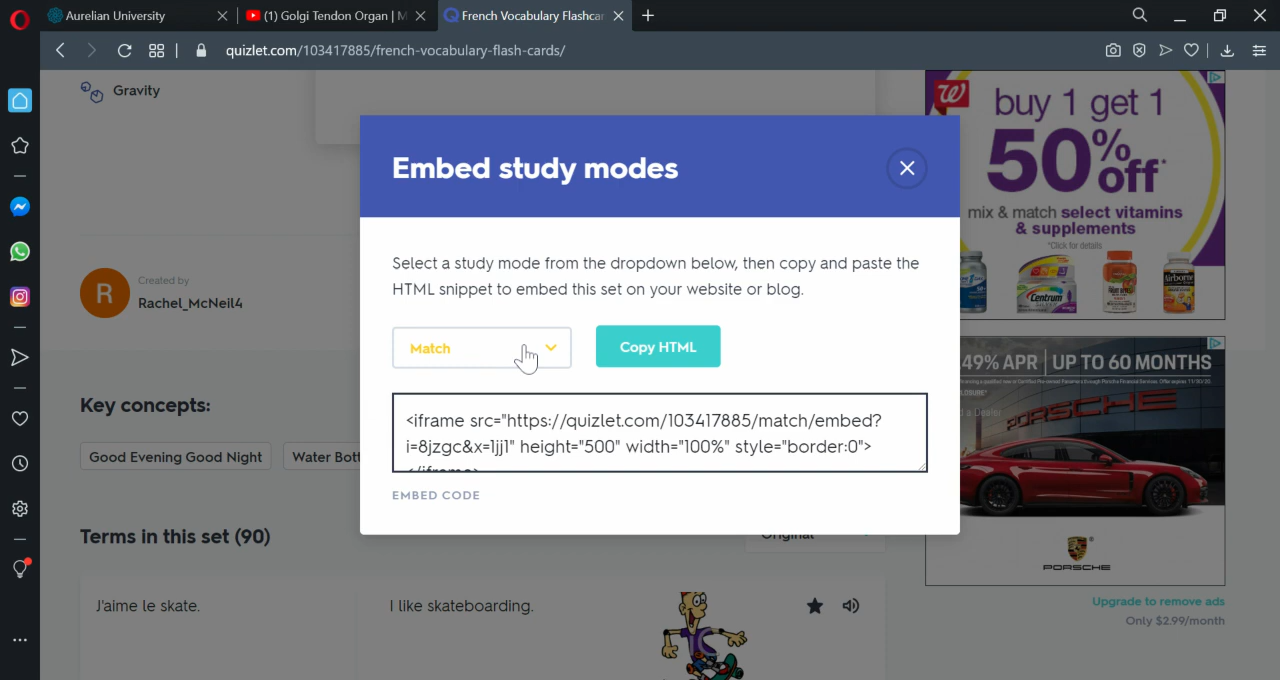 Aurelian University
(1) Golgi Tendon Organ | M
French Vocabulary Flashcar
quizlet.com/103417885/french-vocabulary-flash-cards/
Gravity
Created by
R
Rachel_McNeil4
Key concepts:
Good Evening Good Night
Water Bott
Terms in this set (90)
Original
J'aime le skate.
I like skateboarding.
Embed study modes
Select a study mode from the dropdown below, then copy and paste the
HTML snippet to embed this set on your website or blog.
Match
Copy HTML
<iframe src="https://quizlet.com/103417885/match/embed?
i=8jzgc&x=1jj1" height="500" width="100%" style="border:0">
</iframe>
EMBED CODE
W
buy 1 get 1
50% off*
mix & match select vitamins
& supplements
*Click for details
Centrum
Airborne
49% APR | UP TO 60 MONTHS
a Dealer
PORSCHE
PORSCHE
Upgrade to remove ads
Only $2.99/month